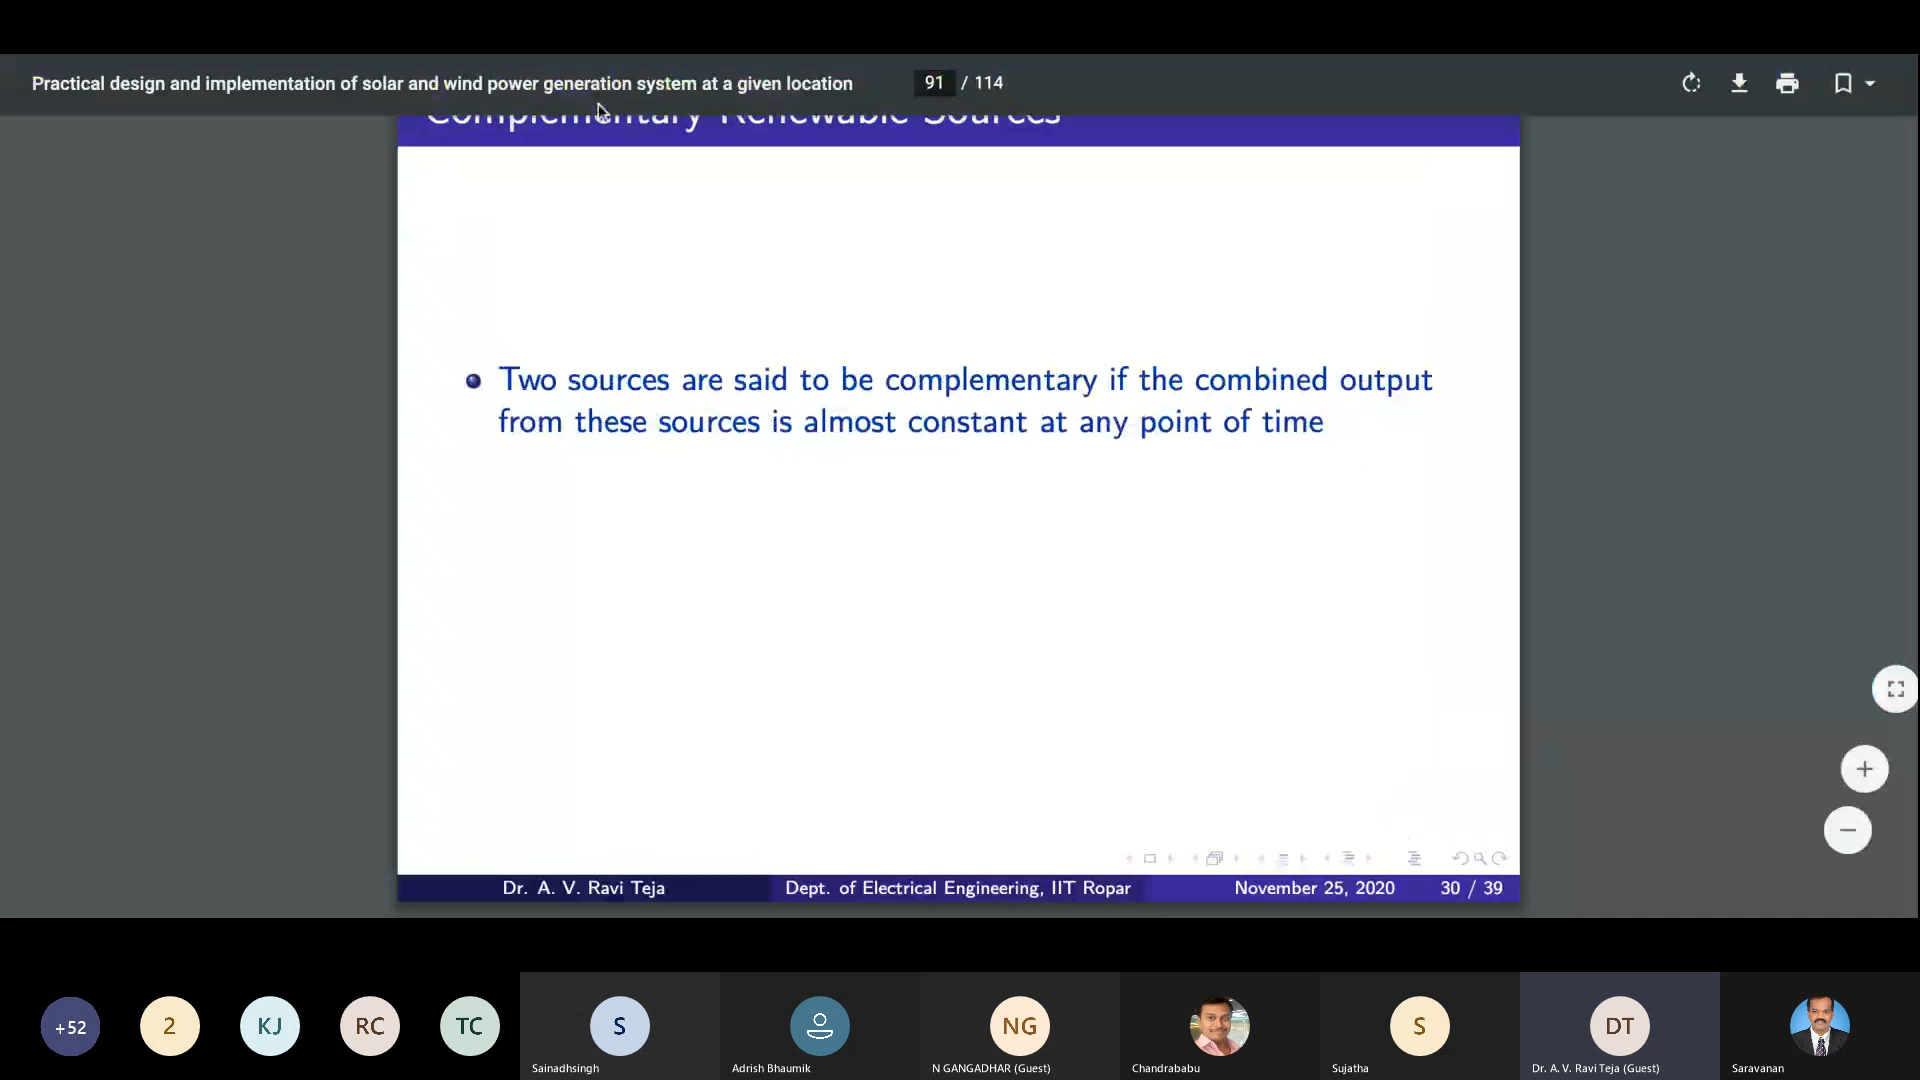 Practical design and implementation of solar and wind power generation system at a given location 91 / 114
Complementary Renewable Sources
Two sources are said to be complementary if the combined output
from these sources is almost constant at any point of time
Dr. A. V. Ravi Teja Dept. of Electrical Engineering, IIT Ropar November 25, 2020 30 / 39
+52 2 KJ RC TC S NG S DT
Sainadhsingh Adrish Bhaumik N GANGADHAR (Guest) Chandrababu Sujatha Dr. A. V. Ravi Teja (Guest) Saravanan